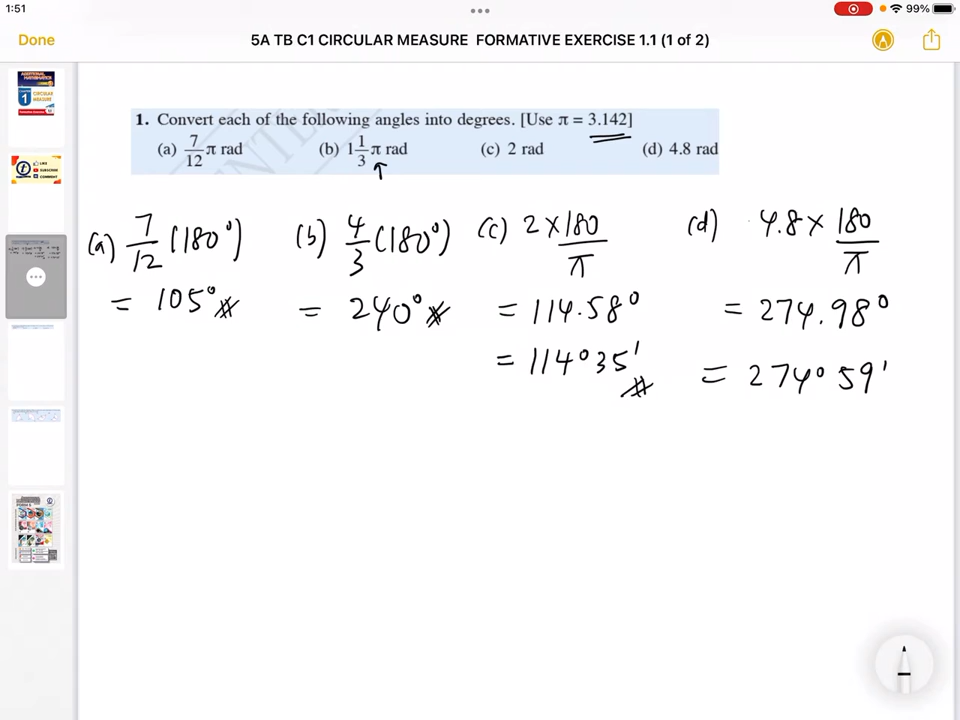 1:51
99%
Done
5A TB C1 CIRCULAR MEASURE FORMATIVE EXERCISE 1.1 (1 of 2)
1. Convert each of the following angles into degrees. [Use π = 3.142]
(a) 7/12 π rad (b) 1 1/3 π rad (c) 2 rad (d) 4.8 rad
(a) 7/12 (180°) (b) 4/3 (180°) (c) 2 × 180/π (d) 4.8 × 180/π
= 105° = 240° = 114.58° = 274.98°
= 114°35' = 274°59'